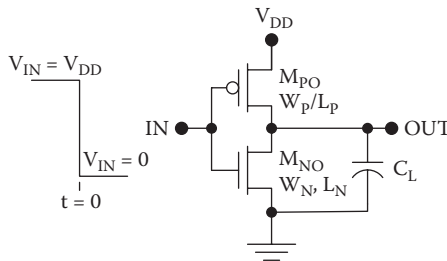 V_DD
V_IN = V_DD
M_PO
W_P/L_P
IN
OUT
V_IN = 0
M_NO
W_N, L_N
C_L
t = 0